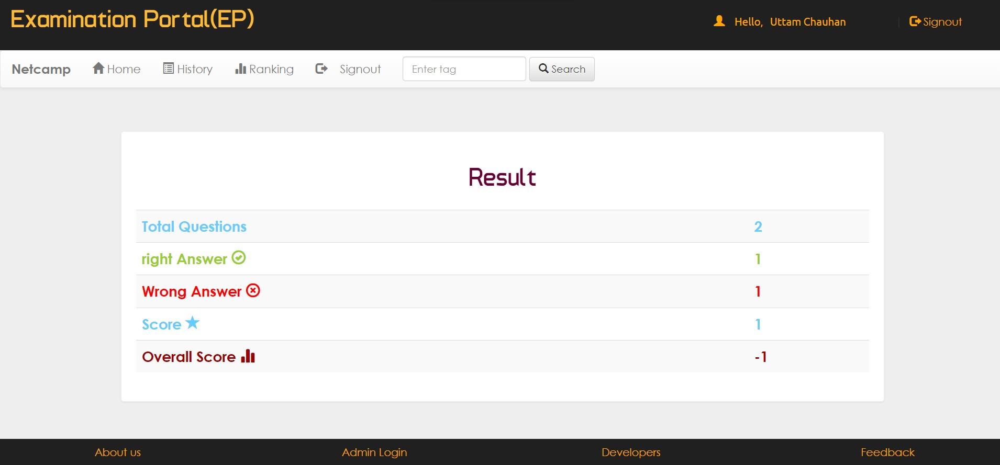 Examination Portal(EP)
Hello, Uttam Chauhan
Signout
Netcamp Home History Ranking Signout Enter tag Search
Result
Total Questions 2
right Answer 1
Wrong Answer 1
Score 1
Overall Score -1
About us Admin Login Developers Feedback